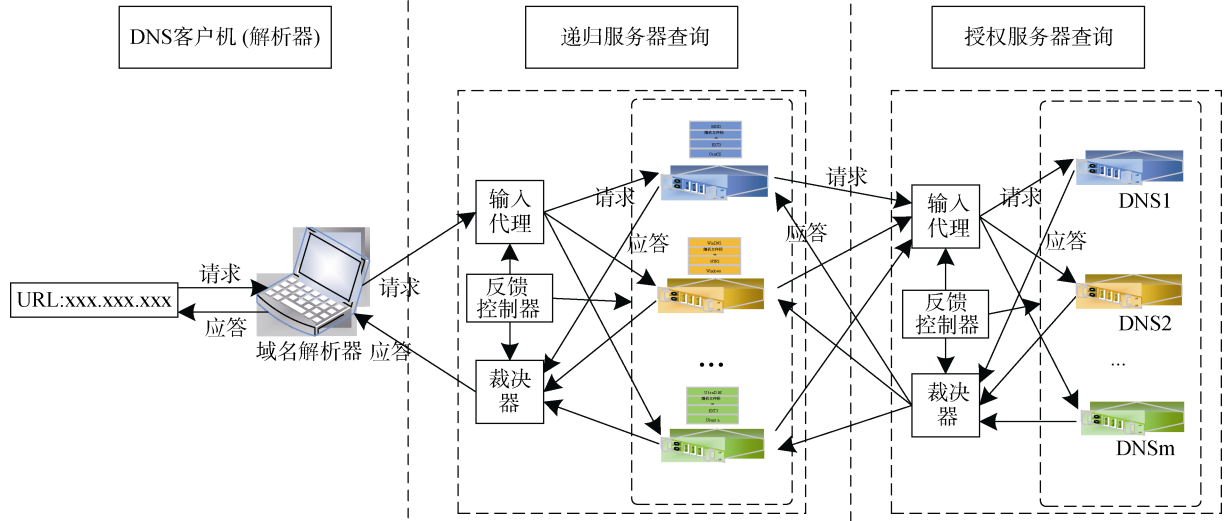 DNS客户机 (解析器)
递归服务器查询
授权服务器查询
URL:xxx.xxx.xxx
请求
应答
域名解析器
请求
应答
输入
代理
反馈
控制器
裁决
器
请求
应答
...
请求
应答
输入
代理
反馈
控制器
裁决
器
请求
应答
DNS1
DNS2
...
DNSm